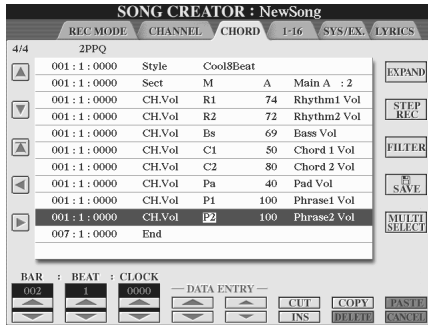 SONG CREATOR : NewSong
REC MODE CHANNEL CHORD 1-16 SYS/EX. LYRICS
4/4 2PPQ
001 : 1 : 0000 Style Cool8Beat
EXPAND
001 : 1 : 0000 Sect M A Main A : 2
001 : 1 : 0000 CH.Vol R1 74 Rhythm1 Vol
STEP REC
001 : 1 : 0000 CH.Vol R2 72 Rhythm2 Vol
001 : 1 : 0000 CH.Vol Bs 69 Bass Vol
001 : 1 : 0000 CH.Vol C1 50 Chord 1 Vol
FILTER
001 : 1 : 0000 CH.Vol C2 80 Chord 2 Vol
001 : 1 : 0000 CH.Vol Pa 40 Pad Vol
SAVE
001 : 1 : 0000 CH.Vol P1 100 Phrase1 Vol
001 : 1 : 0000 CH.Vol P2 100 Phrase2 Vol
MULTI SELECT
007 : 1 : 0000 End
BAR : BEAT : CLOCK
002 1 0000 DATA ENTRY
CUT COPY PASTE
INS DELETE CANCEL